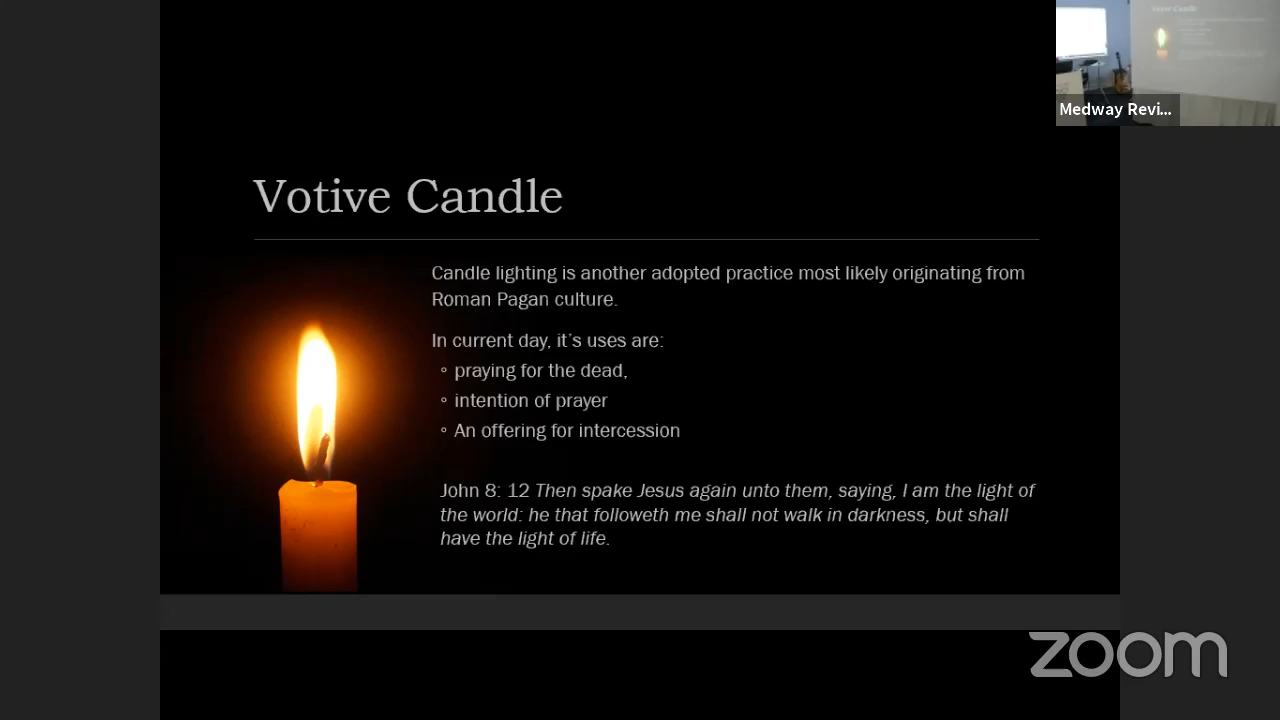 Votive Candle
Medway Revi...
Votive Candle
Candle lighting is another adopted practice most likely originating from
Roman Pagan culture.
In current day, it's uses are:
◦ praying for the dead,
◦ intention of prayer
◦ An offering for intercession
John 8: 12 Then spake Jesus again unto them, saying, I am the light of
the world: he that followeth me shall not walk in darkness, but shall
have the light of life.
zoom